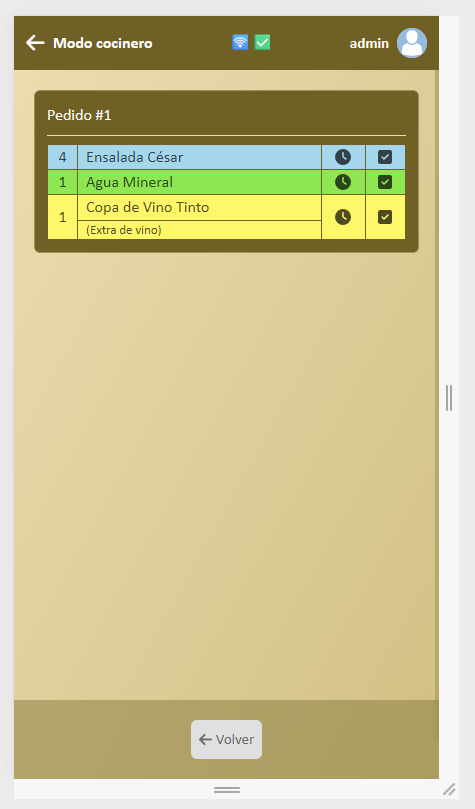 Modo cocinero
admin
Pedido #1
4 Ensalada César
1 Agua Mineral
1 Copa de Vino Tinto
(Extra de vino)
Volver